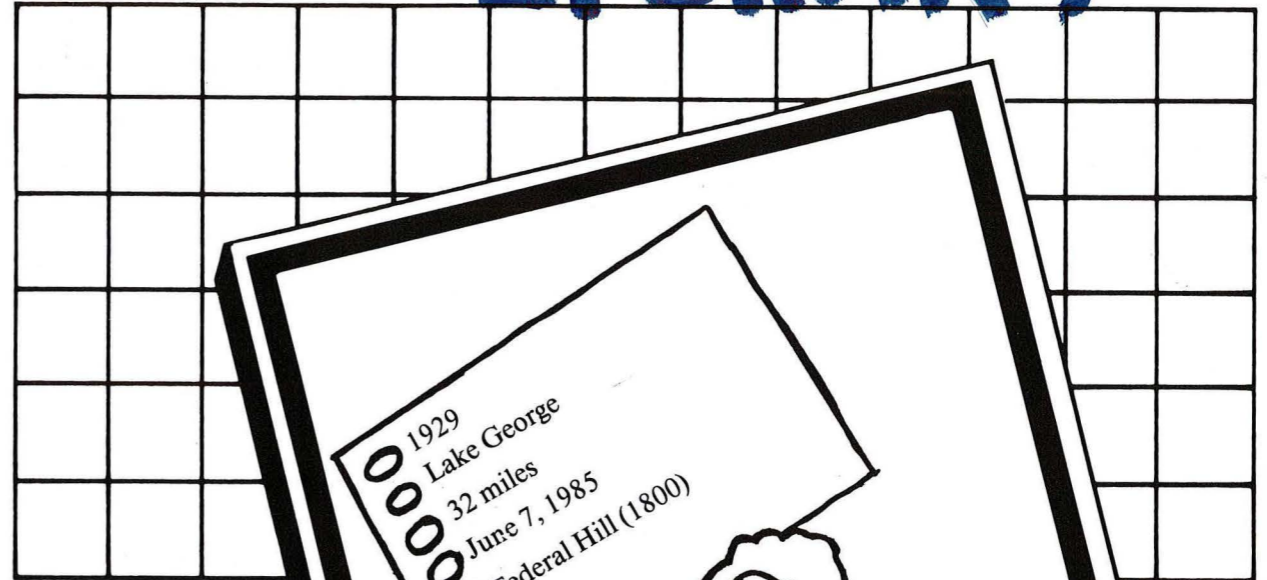 1929
Lake George
32 miles
June 7, 1985
Federal Hill (1800)